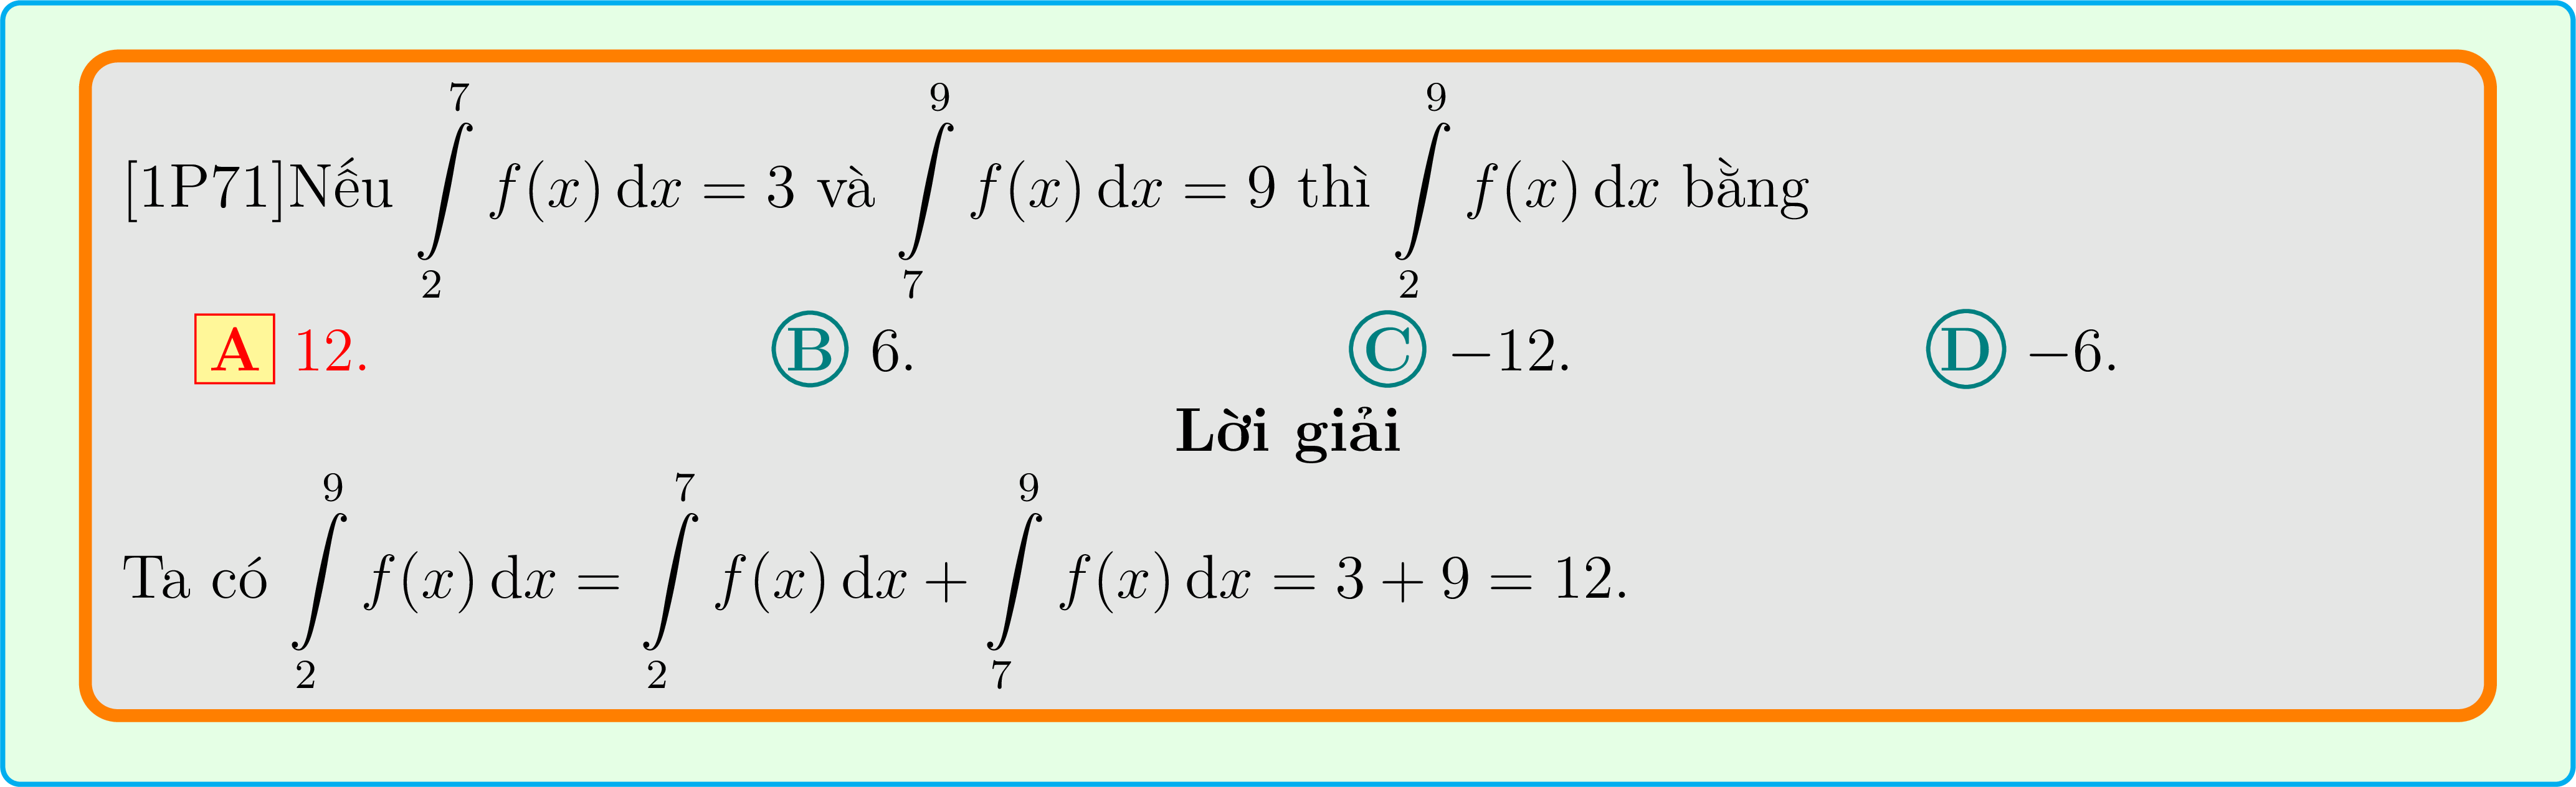 [1P71]Nếu $\int\limits_{2}^{7} f(x)\,\mathrm{d}x = 3$ và $\int\limits_{7}^{9} f(x)\,\mathrm{d}x = 9$ thì $\int\limits_{2}^{9} f(x)\,\mathrm{d}x$ bằng
A 12. B 6. C −12. D −6.
Lời giải
Ta có $\int\limits_{2}^{9} f(x)\,\mathrm{d}x = \int\limits_{2}^{7} f(x)\,\mathrm{d}x + \int\limits_{7}^{9} f(x)\,\mathrm{d}x = 3 + 9 = 12.$